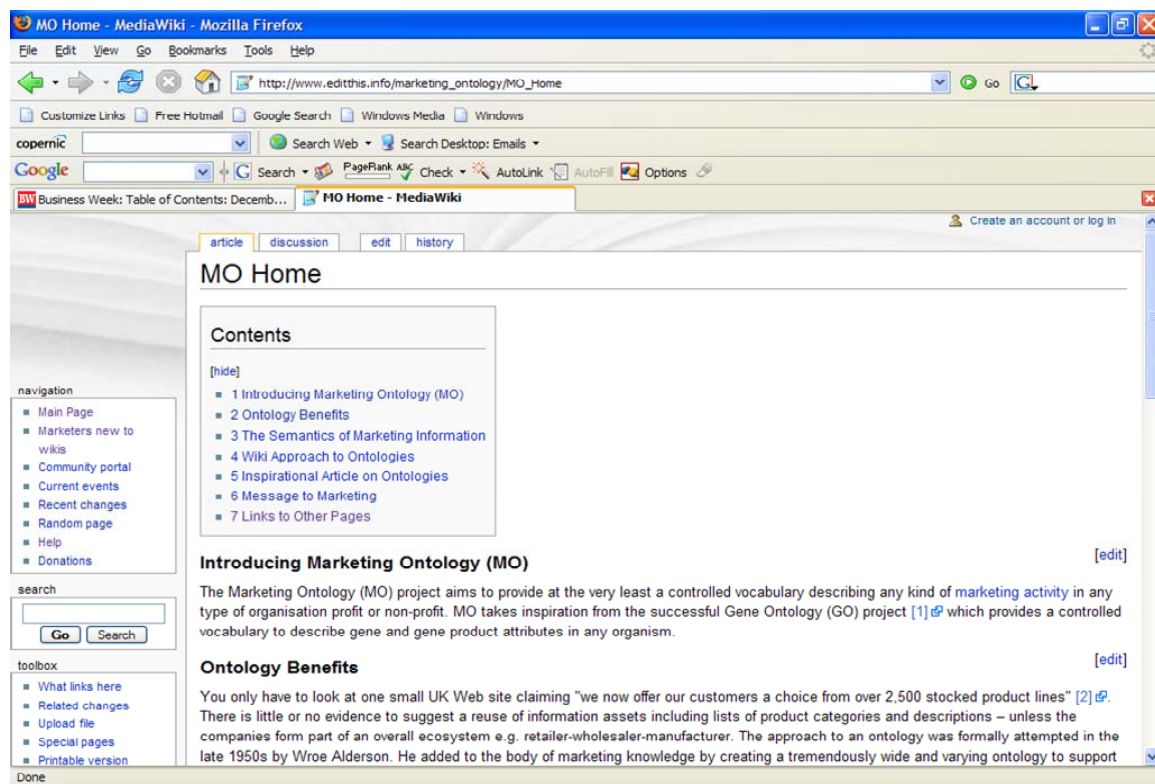 MO Home - MediaWiki - Mozilla Firefox
File Edit View Go Bookmarks Tools Help
http://www.editthis.info/marketing_ontology/MO_Home Go G
Customize Links Free Hotmail Google Search Windows Media Windows
copernic Search Web Search Desktop: Emails
Google G Search PageRank ABC Check AutoLink AutoFill Options
BW Business Week: Table of Contents: Decemb... MO Home - MediaWiki
Create an account or log in
article discussion edit history
MO Home
Contents
[hide]
1 Introducing Marketing Ontology (MO)
2 Ontology Benefits
3 The Semantics of Marketing Information
4 Wiki Approach to Ontologies
5 Inspirational Article on Ontologies
6 Message to Marketing
7 Links to Other Pages
navigation
Main Page
Marketers new to
wikis
Community portal
Current events
Recent changes
Random page
Help
Donations
search
Go Search
toolbox
What links here
Related changes
Upload file
Special pages
Printable version
Introducing Marketing Ontology (MO) [edit]
The Marketing Ontology (MO) project aims to provide at the very least a controlled vocabulary describing any kind of marketing activity in any
type of organisation profit or non-profit. MO takes inspiration from the successful Gene Ontology (GO) project [1] which provides a controlled
vocabulary to describe gene and gene product attributes in any organism.
Ontology Benefits [edit]
You only have to look at one small UK Web site claiming "we now offer our customers a choice from over 2,500 stocked product lines" [2].
There is little or no evidence to suggest a reuse of information assets including lists of product categories and descriptions – unless the
companies form part of an overall ecosystem e.g. retailer-wholesaler-manufacturer. The approach to an ontology was formally attempted in the
late 1950s by Wroe Alderson. He added to the body of marketing knowledge by creating a tremendously wide and varying ontology to support
Done